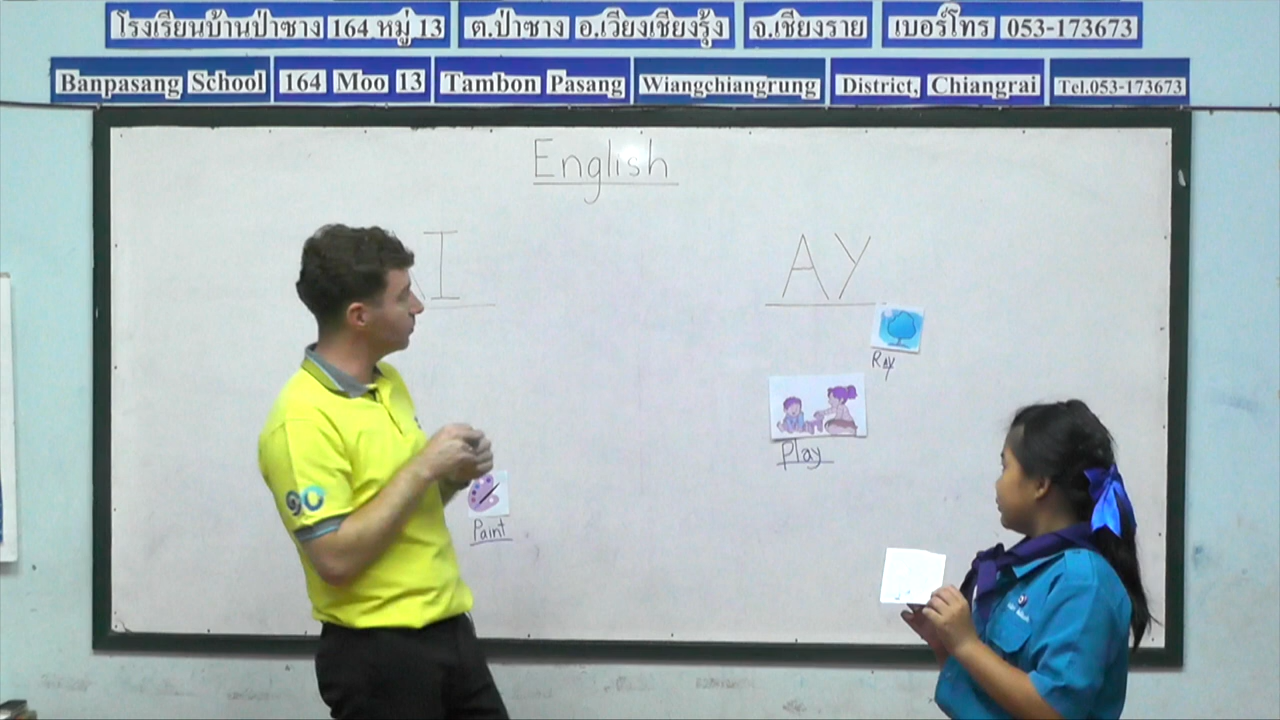 โรงเรียนบ้านป่าซาง 164 หมู่ 13 ต.ป่าซาง อ.เวียงเชียงรุ้ง จ.เชียงราย เบอร์โทร 053-173673
Banpasang School 164 Moo 13 Tambon Pasang Wiangchiangrung District, Chiangrai Tel.053-173673
English
I
AY
Ray
Play
Paint
90